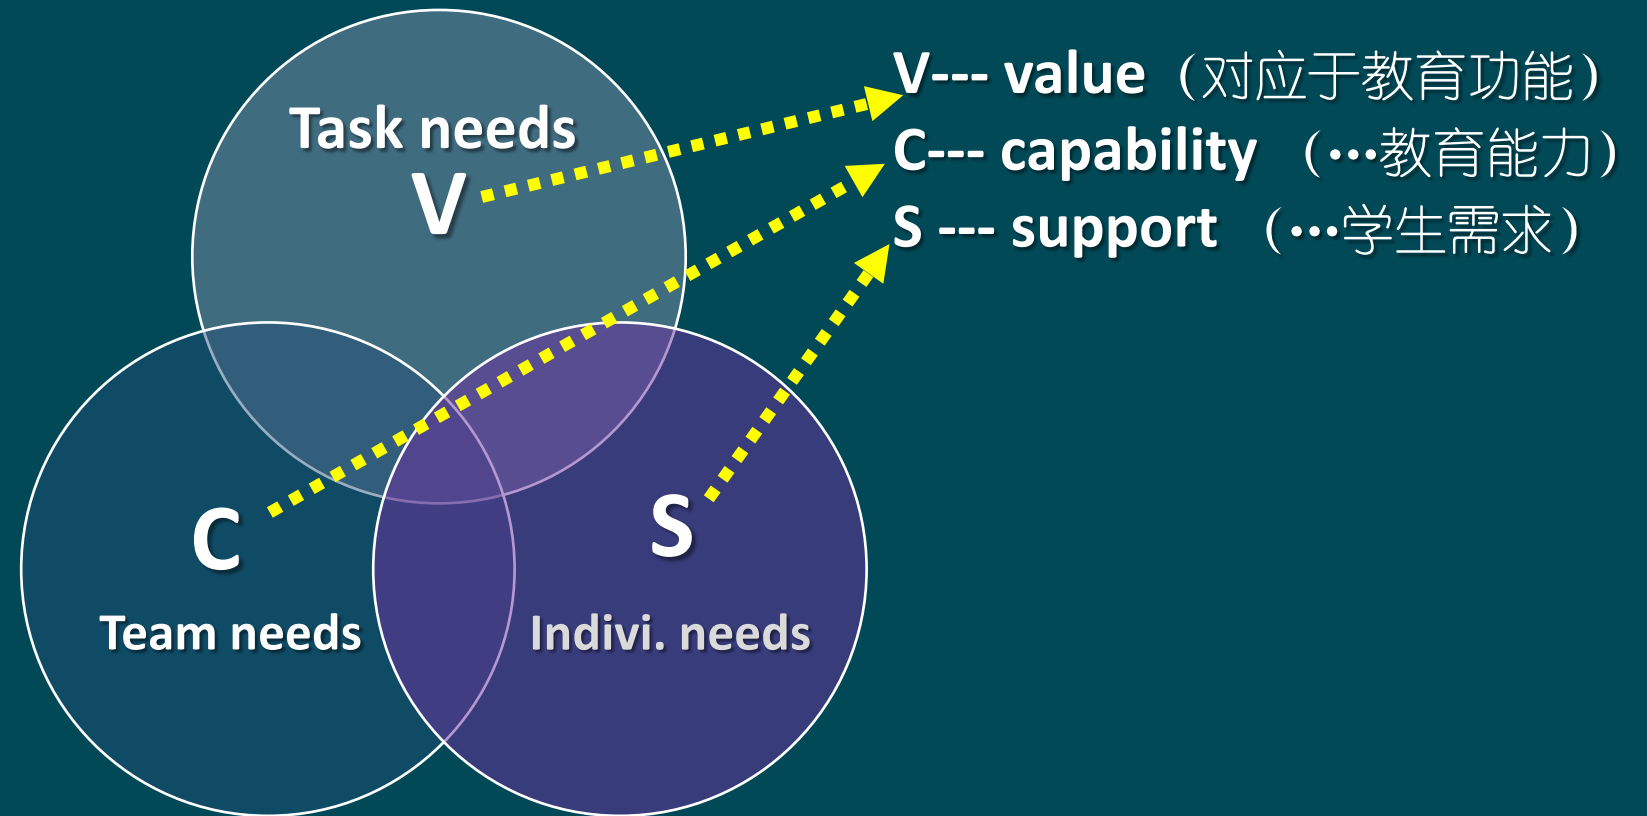 Task needs
V
C
Team needs
S
Indivi. needs
V--- value（对应于教育功能）
C--- capability （…教育能力）
S --- support （…学生需求）